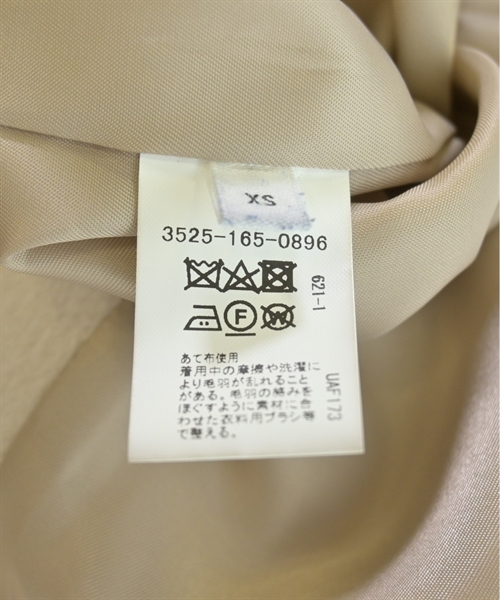 XS
3525-165-0896
621-1
F
W
あて布使用
着用中の摩擦や洗濯に
より毛羽が乱れること
がある。毛羽の絡みを
ほぐすように素材に合
わせた衣料用ブラシ等
で整える。
UAF173